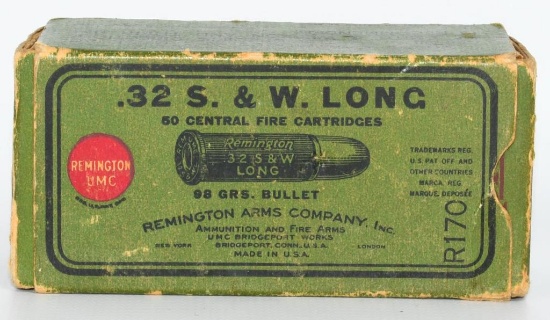 .32 S. & W. LONG
50 CENTRAL FIRE CARTRIDGES
Remington
32 S&W
LONG
98 GRS. BULLET
REMINGTON
UMC
TRADEMARKS REG.
U.S. PAT OFF AND
OTHER COUNTRIES
MARCA REG.
MARQUE DEPOSÉE
REMINGTON ARMS COMPANY, INC.
AMMUNITION AND FIRE ARMS
UMC BRIDGEPORT WORKS
NEW YORK BRIDGEPORT, CONN. U.S.A. LONDON
MADE IN U.S.A.
R170